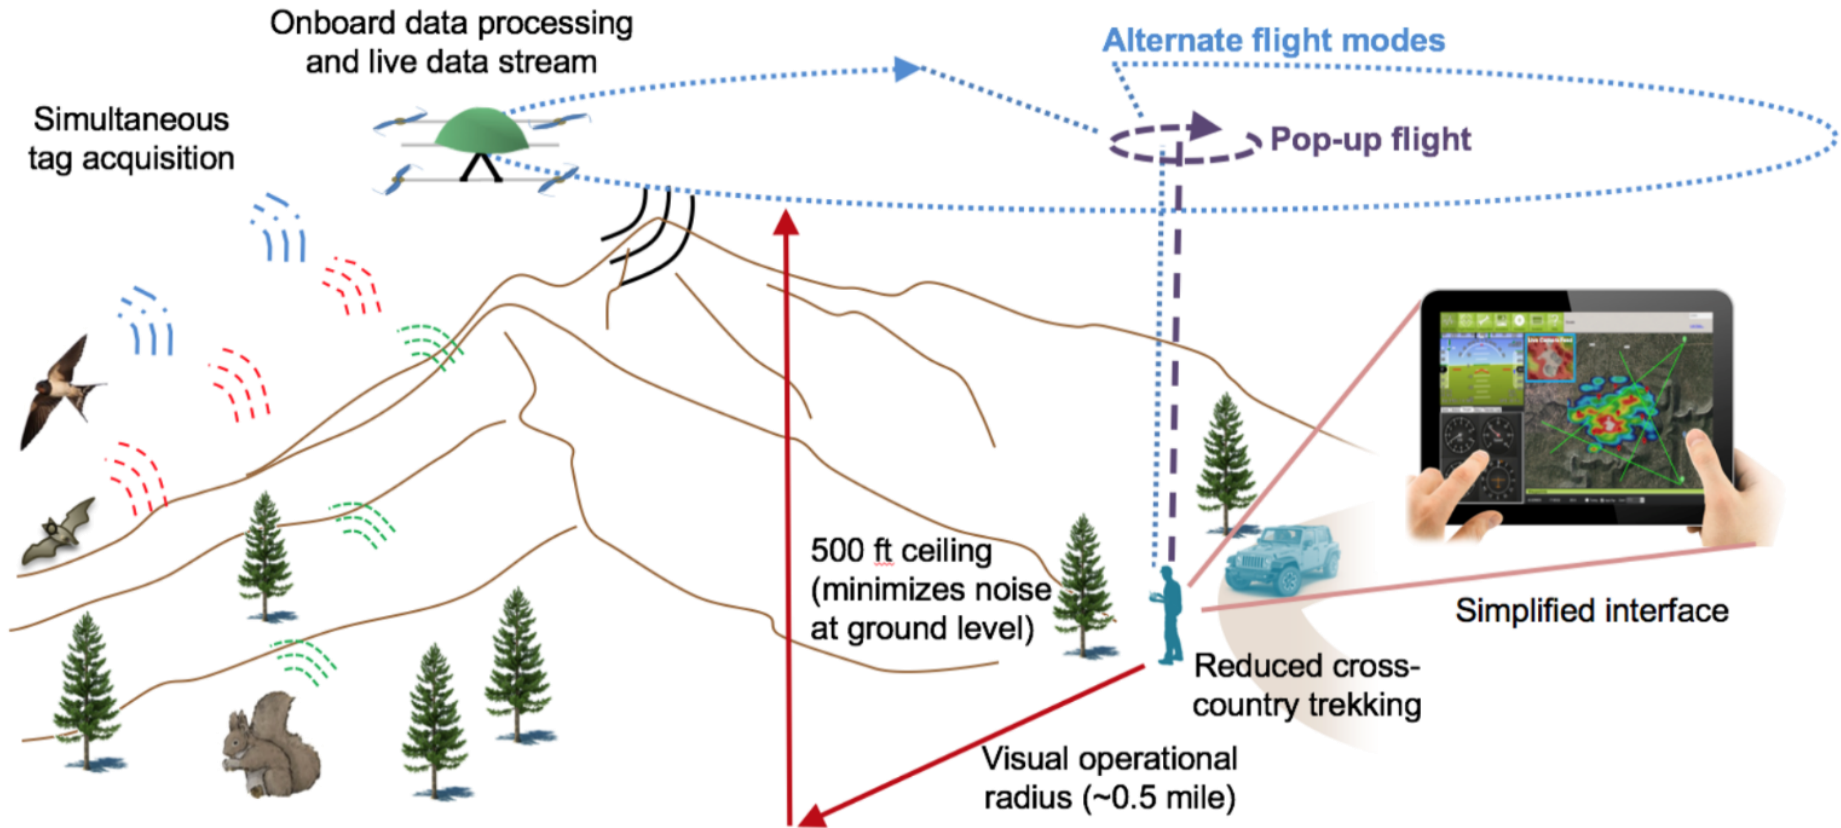 Onboard data processing
and live data stream
Simultaneous
tag acquisition
Alternate flight modes
Pop-up flight
500 ft ceiling
(minimizes noise
at ground level)
Simplified interface
Reduced cross-
country trekking
Visual operational
radius (~0.5 mile)